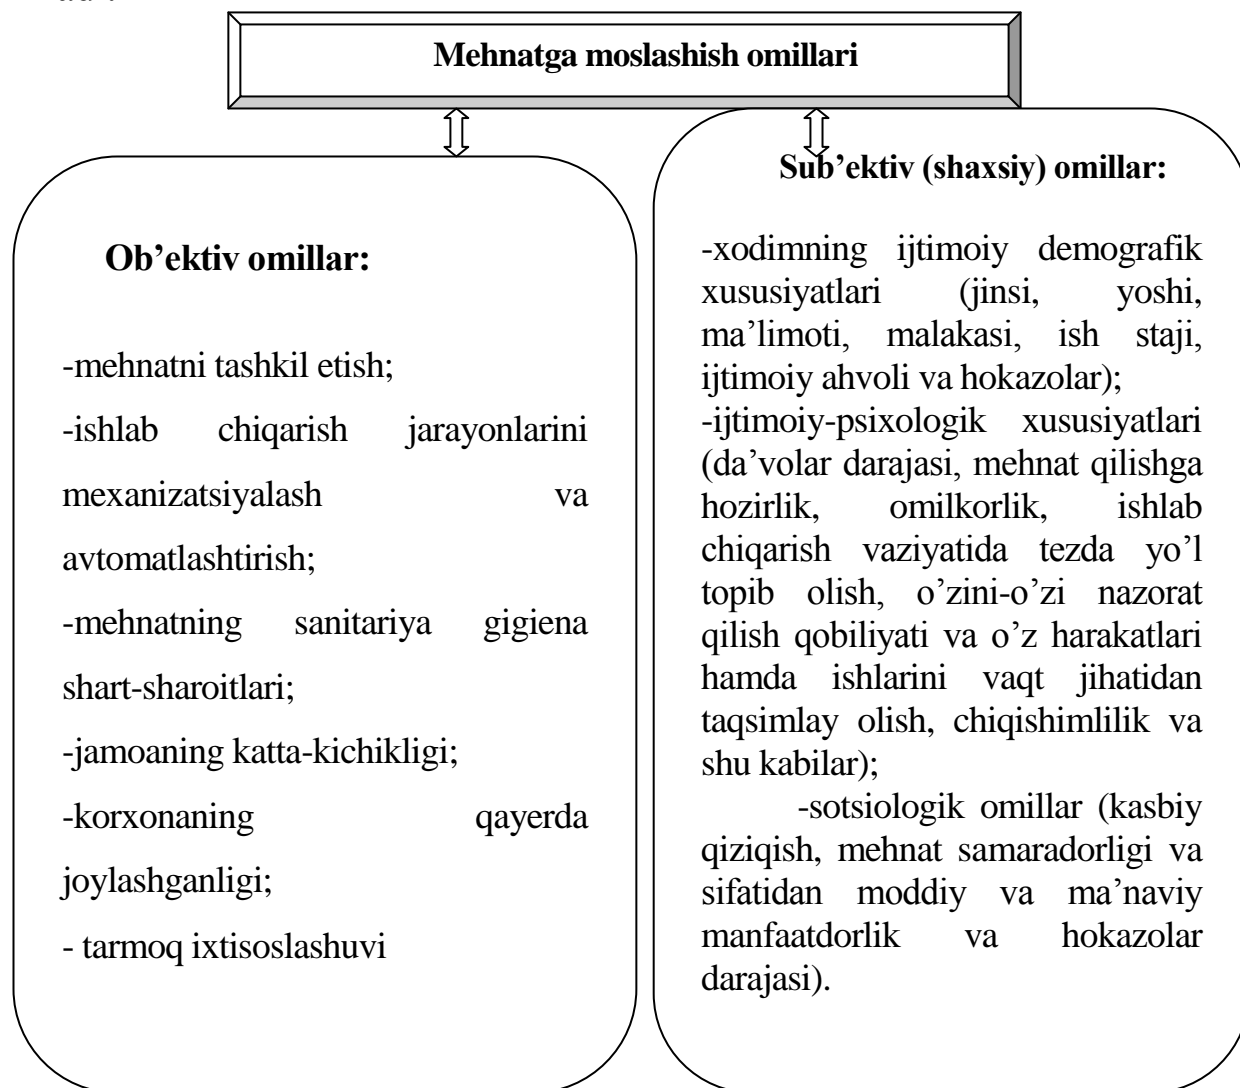 Mehnatga moslashish omillari
Ob’ektiv omillar:
-mehnatni tashkil etish;
-ishlab chiqarish jarayonlarini
mexanizatsiyalash va
avtomatlashtirish;
-mehnatning sanitariya gigiena
shart-sharoitlari;
-jamoaning katta-kichikligi;
-korxonaning qayerda
joylashganligi;
- tarmoq ixtisoslashuvi
Sub’ektiv (shaxsiy) omillar:
-xodimning ijtimoiy demografik
xususiyatlari (jinsi, yoshi,
ma’limoti, malakasi, ish staji,
ijtimoiy ahvoli va hokazolar);
-ijtimoiy-psixologik xususiyatlari
(da’volar darajasi, mehnat qilishga
hozirlik, omilkorlik, ishlab
chiqarish vaziyatida tezda yo’l
topib olish, o’zini-o’zi nazorat
qilish qobiliyati va o’z harakatlari
hamda ishlarini vaqt jihatidan
taqsimlay olish, chiqishimlilik va
shu kabilar);
-sotsiologik omillar (kasbiy
qiziqish, mehnat samaradorligi va
sifatidan moddiy va ma’naviy
manfaatdorlik va hokazolar
darajasi).